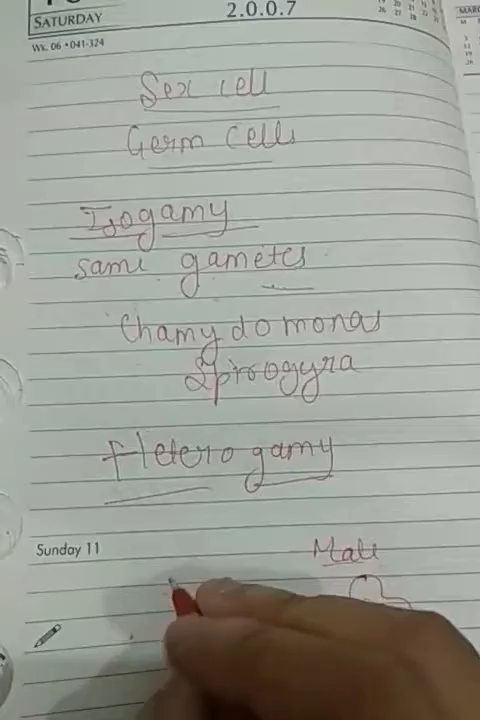 SATURDAY
2.0.0.7
Wk. 06 • 041-324
Sex cell
Germ cells
Isogamy
same gametes
Chamydomonas
Spirogyra
Heterogamy
Sunday 11
Male